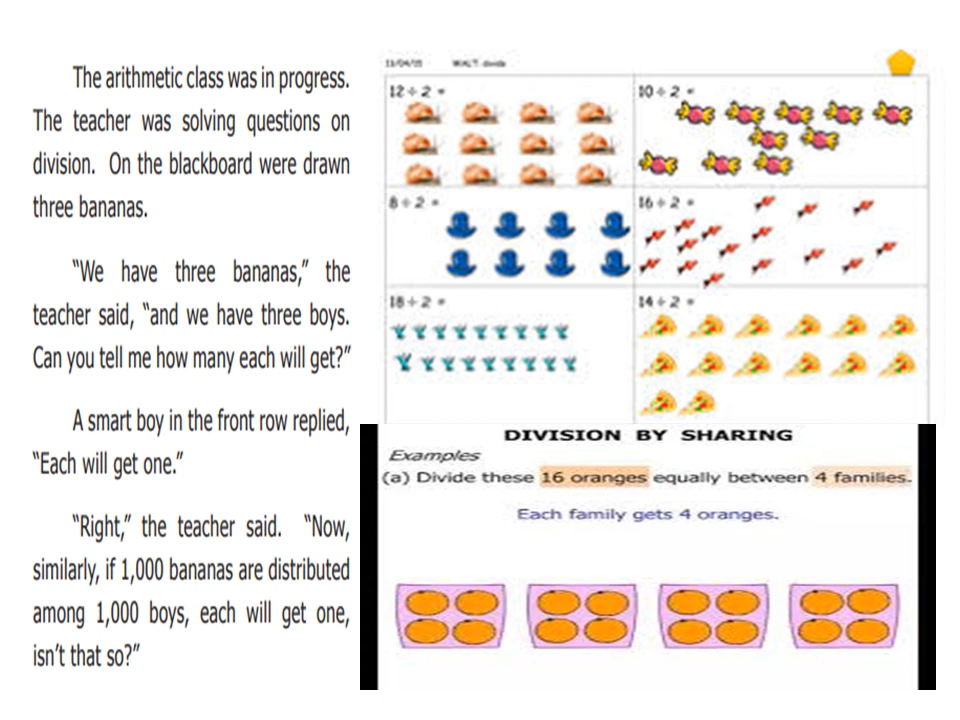 The arithmetic class was in progress.
The teacher was solving questions on
division. On the blackboard were drawn
three bananas.
“We have three bananas,” the
teacher said, “and we have three boys.
Can you tell me how many each will get?”
A smart boy in the front row replied,
“Each will get one.”
“Right,” the teacher said. “Now,
similarly, if 1,000 bananas are distributed
among 1,000 boys, each will get one,
isn’t that so?”
WALT: divide
12 ÷ 2 =
10 ÷ 2 =
8 ÷ 2 =
16 ÷ 2 =
18 ÷ 2 =
14 ÷ 2 =
DIVISION BY SHARING
Examples
(a) Divide these 16 oranges equally between 4 families.
Each family gets 4 oranges.